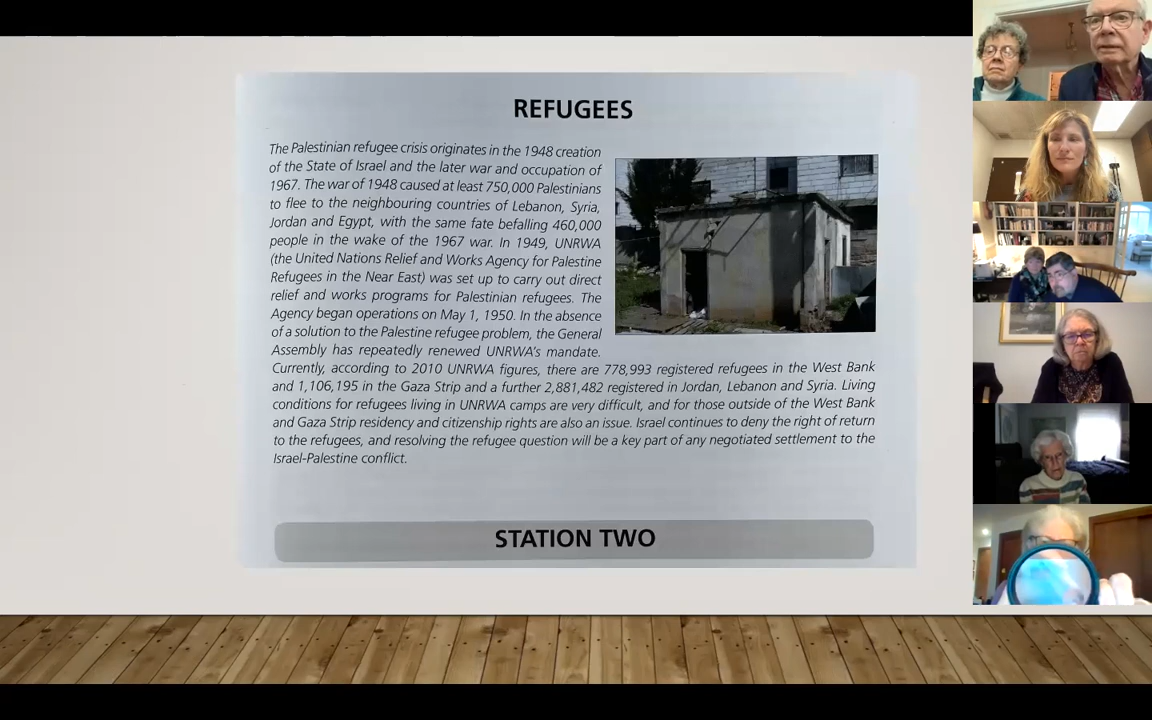 REFUGEES
The Palestinian refugee crisis originates in the 1948 creation
of the State of Israel and the later war and occupation of
1967. The war of 1948 caused at least 750,000 Palestinians
to flee to the neighbouring countries of Lebanon, Syria,
Jordan and Egypt, with the same fate befalling 460,000
people in the wake of the 1967 war. In 1949, UNRWA
(the United Nations Relief and Works Agency for Palestine
Refugees in the Near East) was set up to carry out direct
relief and works programs for Palestinian refugees. The
Agency began operations on May 1, 1950. In the absence
of a solution to the Palestine refugee problem, the General
Assembly has repeatedly renewed UNRWA's mandate.
Currently, according to 2010 UNRWA figures, there are 778,993 registered refugees in the West Bank
and 1,106,195 in the Gaza Strip and a further 2,881,482 registered in Jordan, Lebanon and Syria. Living
conditions for refugees living in UNRWA camps are very difficult, and for those outside of the West Bank
and Gaza Strip residency and citizenship rights are also an issue. Israel continues to deny the right of return
to the refugees, and resolving the refugee question will be a key part of any negotiated settlement to the
Israel-Palestine conflict.
STATION TWO